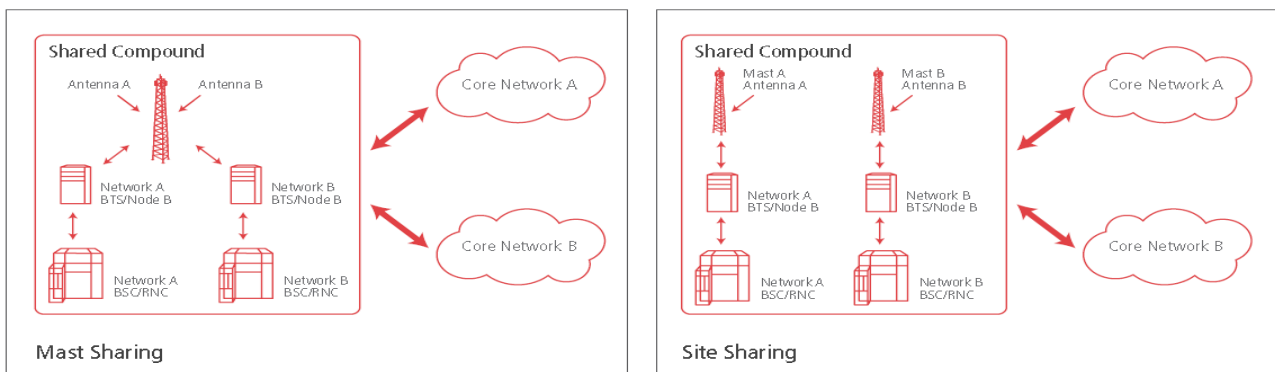 Shared Compound
Antenna A
Antenna B
Network A
BTS/Node B
Network B
BTS/Node B
Network A
BSC/RNC
Network B
BSC/RNC
Core Network A
Core Network B
Mast Sharing
Shared Compound
Mast A
Antenna A
Mast B
Antenna B
Network A
BTS/Node B
Network B
BTS/Node B
Network A
BSC/RNC
Network B
BSC/RNC
Core Network A
Core Network B
Site Sharing